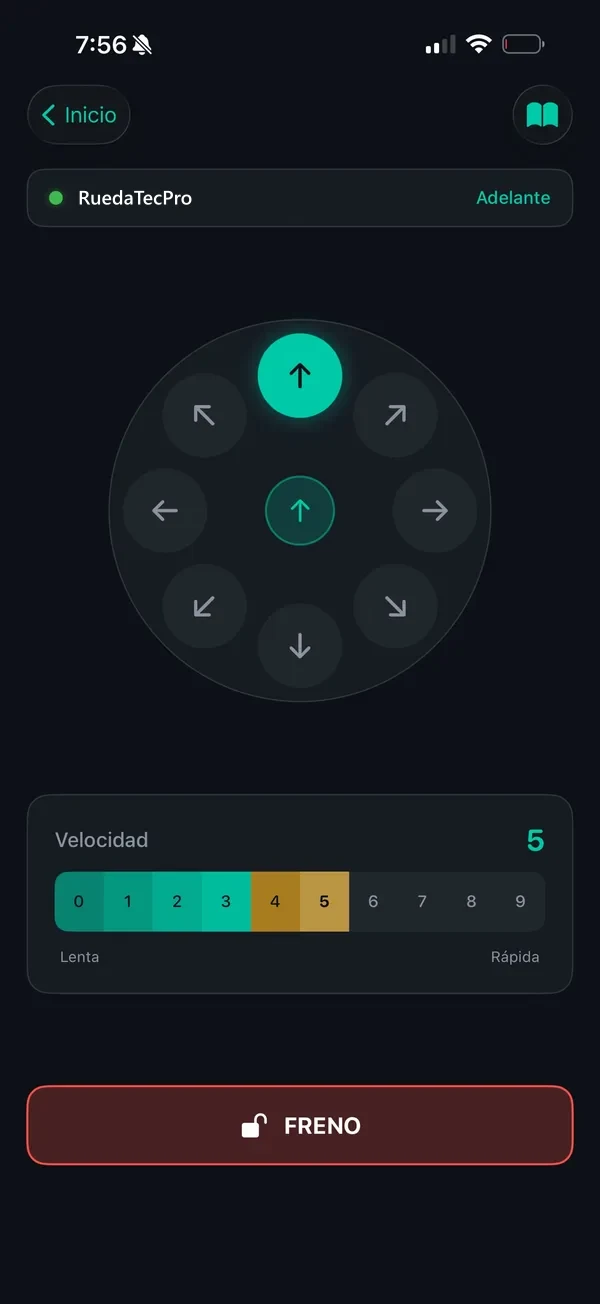 7:56
Inicio
RuedaTecPro Adelante
Velocidad 5
0 1 2 3 4 5 6 7 8 9
Lenta Rápida
FRENO